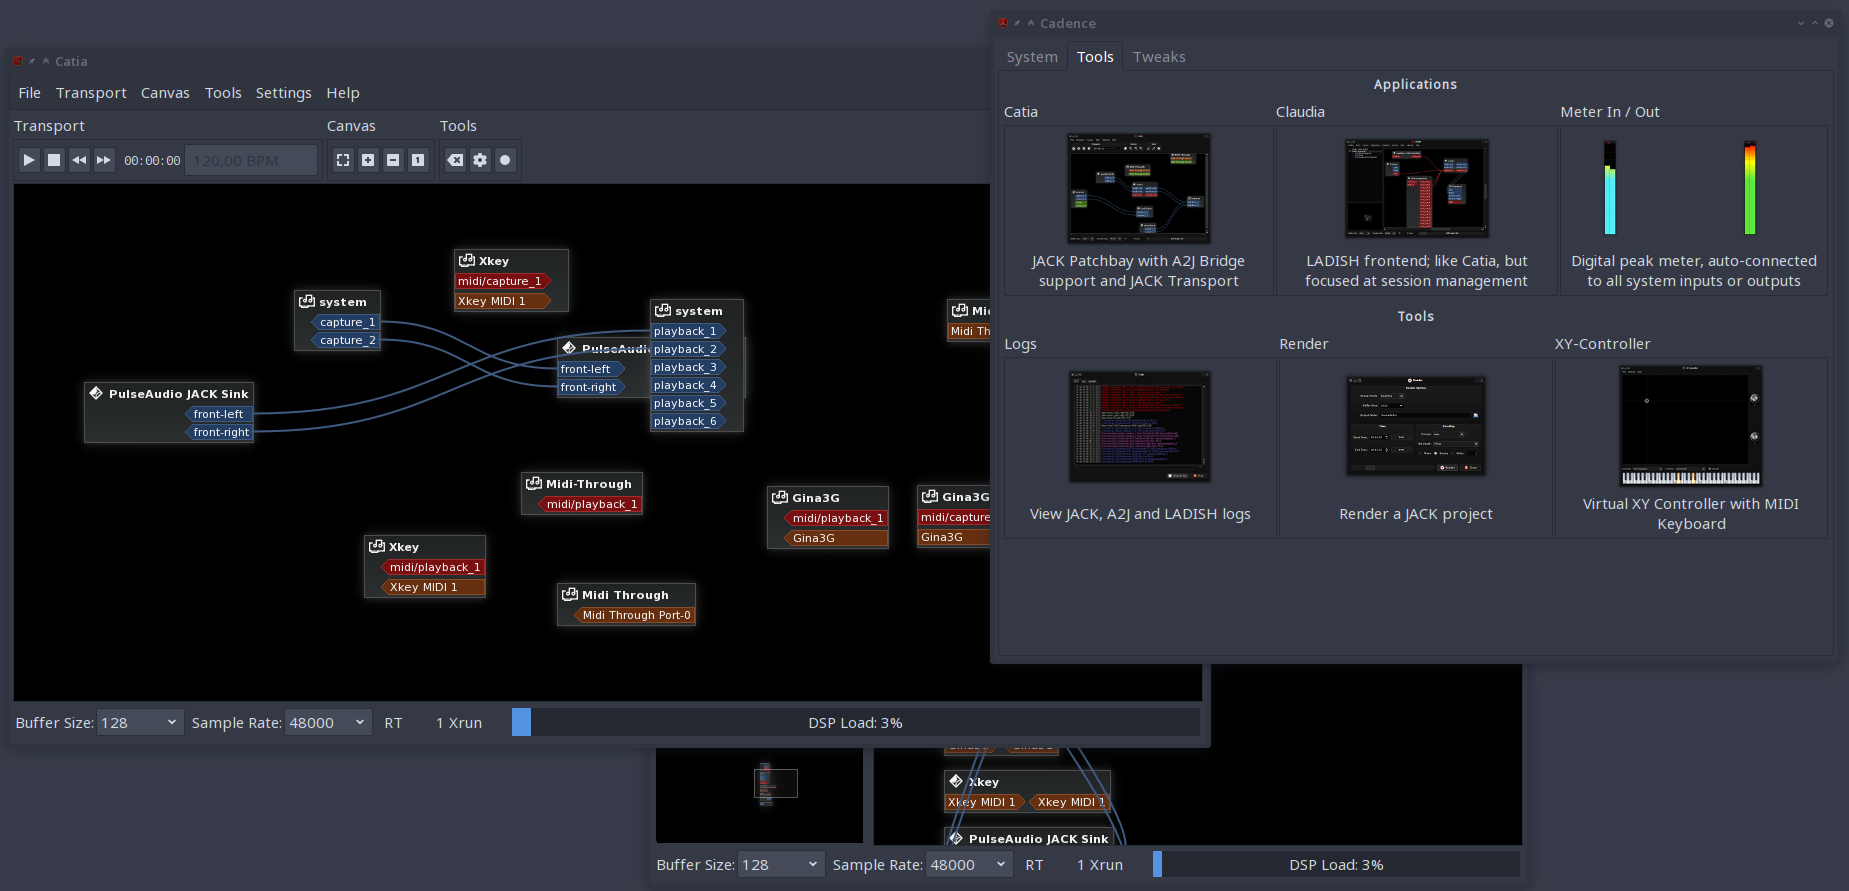 Catia
File Transport Canvas Tools Settings Help
Transport
Canvas
Tools
00:00:00
120,00 BPM
Xkey
midi/capture_1
Xkey MIDI 1
system
capture_1
capture_2
system
playback_1
playback_2
playback_3
playback_4
playback_5
playback_6
front-left
front-right
PulseAudio JACK Sink
front-left
front-right
Midi-Through
midi/playback_1
Gina3G
midi/playback_1
Gina3G
Gina3G
midi/capture
Gina3G
Xkey
midi/playback_1
Xkey MIDI 1
Midi Through
Midi Through Port-0
Buffer Size: 128 Sample Rate: 48000 RT 1 Xrun DSP Load: 3%
Cadence
System Tools Tweaks
Applications
Catia
JACK Patchbay with A2J Bridge
support and JACK Transport
Claudia
LADISH frontend; like Catia, but
focused at session management
Meter In / Out
Digital peak meter, auto-connected
to all system inputs or outputs
Tools
Logs
View JACK, A2J and LADISH logs
Render
Render a JACK project
XY-Controller
Virtual XY Controller with MIDI
Keyboard
Xkey
Xkey MIDI 1 Xkey MIDI 1
PulseAudio JACK Sink
Buffer Size: 128 Sample Rate: 48000 RT 1 Xrun DSP Load: 3%